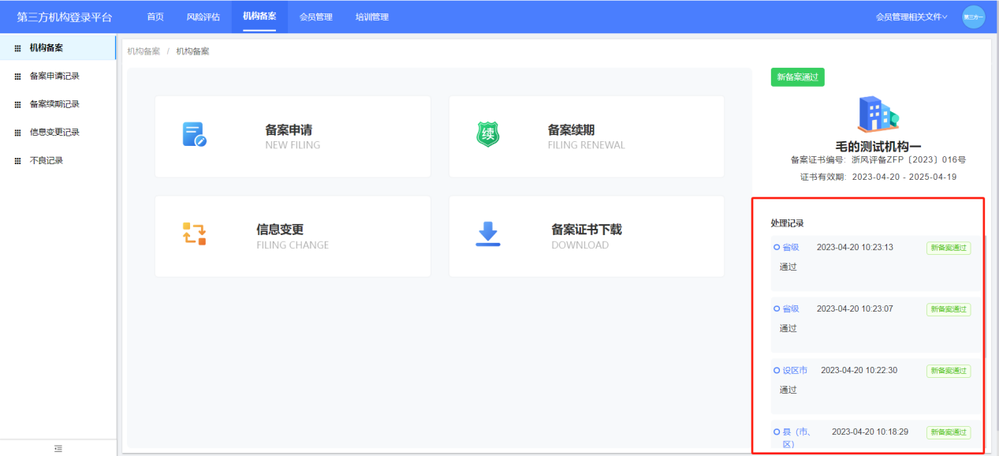 第三方机构登录平台
首页
风险评估
机构备案
会员管理
培训管理
会员管理相关文件
第三方一
机构备案
备案申请记录
备案续期记录
信息变更记录
不良记录
机构备案 / 机构备案
备案申请
NEW FILING
续
备案续期
FILING RENEWAL
信息变更
FILING CHANGE
备案证书下载
DOWNLOAD
新备案通过
毛的测试机构一
备案证书编号: 浙风评备ZFP〔2023〕016号
证书有效期: 2023-04-20 - 2025-04-19
处理记录
省级 2023-04-20 10:23:13 新备案通过
通过
省级 2023-04-20 10:23:07 新备案通过
通过
设区市 2023-04-20 10:22:30 新备案通过
通过
县（市、 2023-04-20 10:18:29 新备案通过
区）